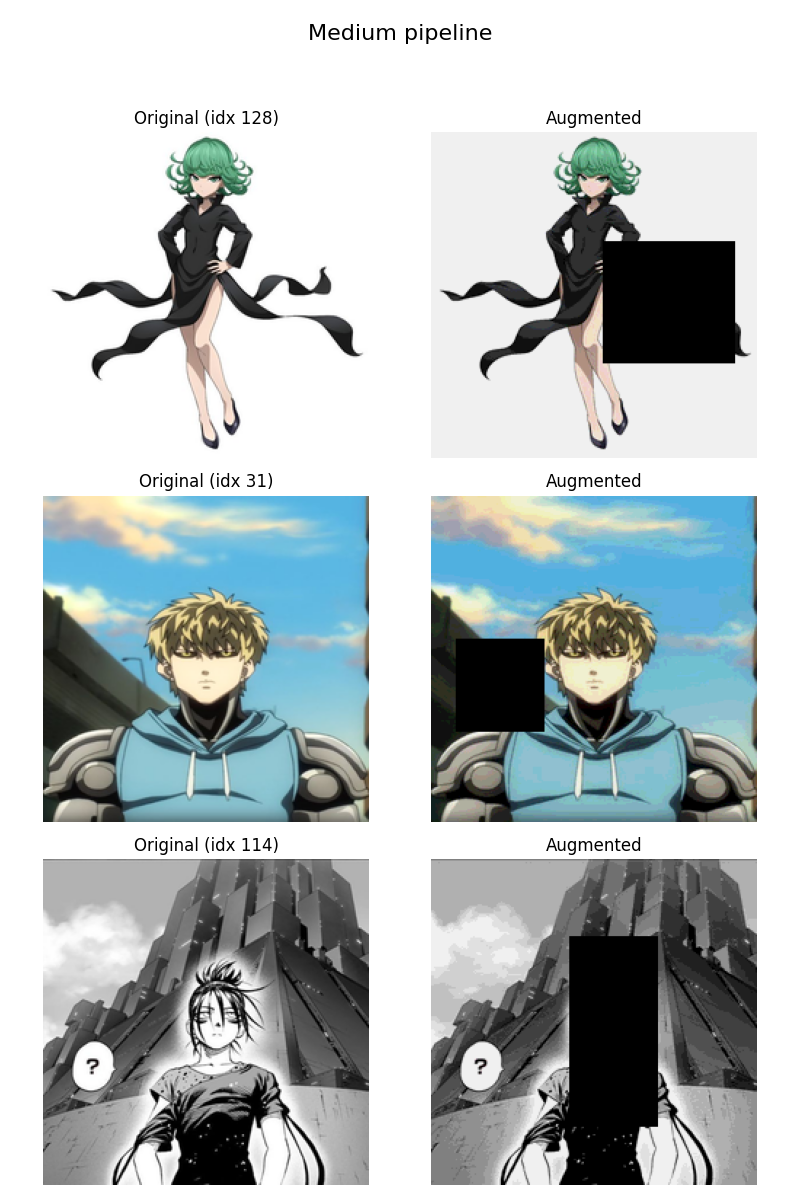 Medium pipeline
Original (idx 128)
Augmented
Original (idx 31)
Augmented
Original (idx 114)
Augmented
?
?